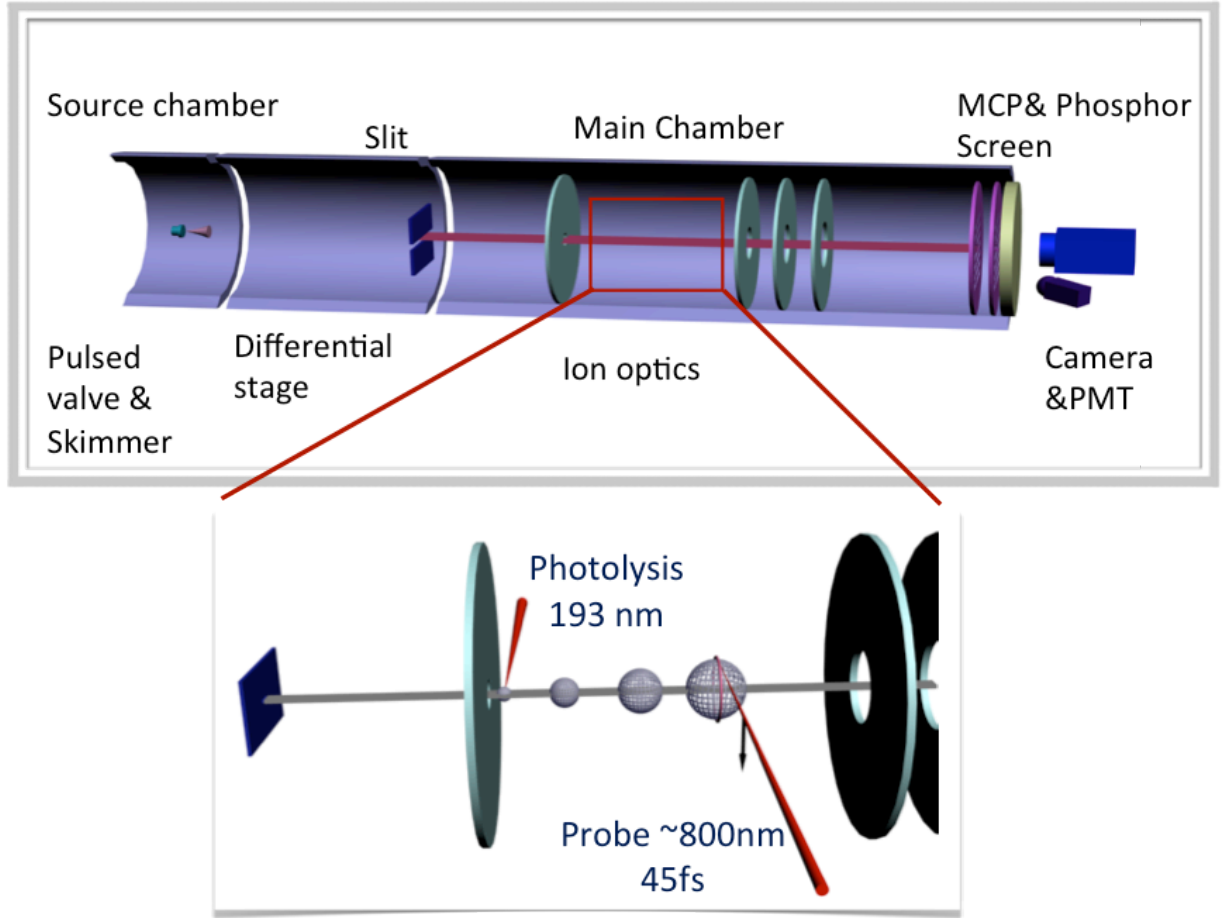 Source chamber
Slit
Main Chamber
MCP& Phosphor
Screen
Pulsed
valve &
Skimmer
Differential
stage
Ion optics
Camera
&PMT
Photolysis
193 nm
Probe ~800nm
45fs